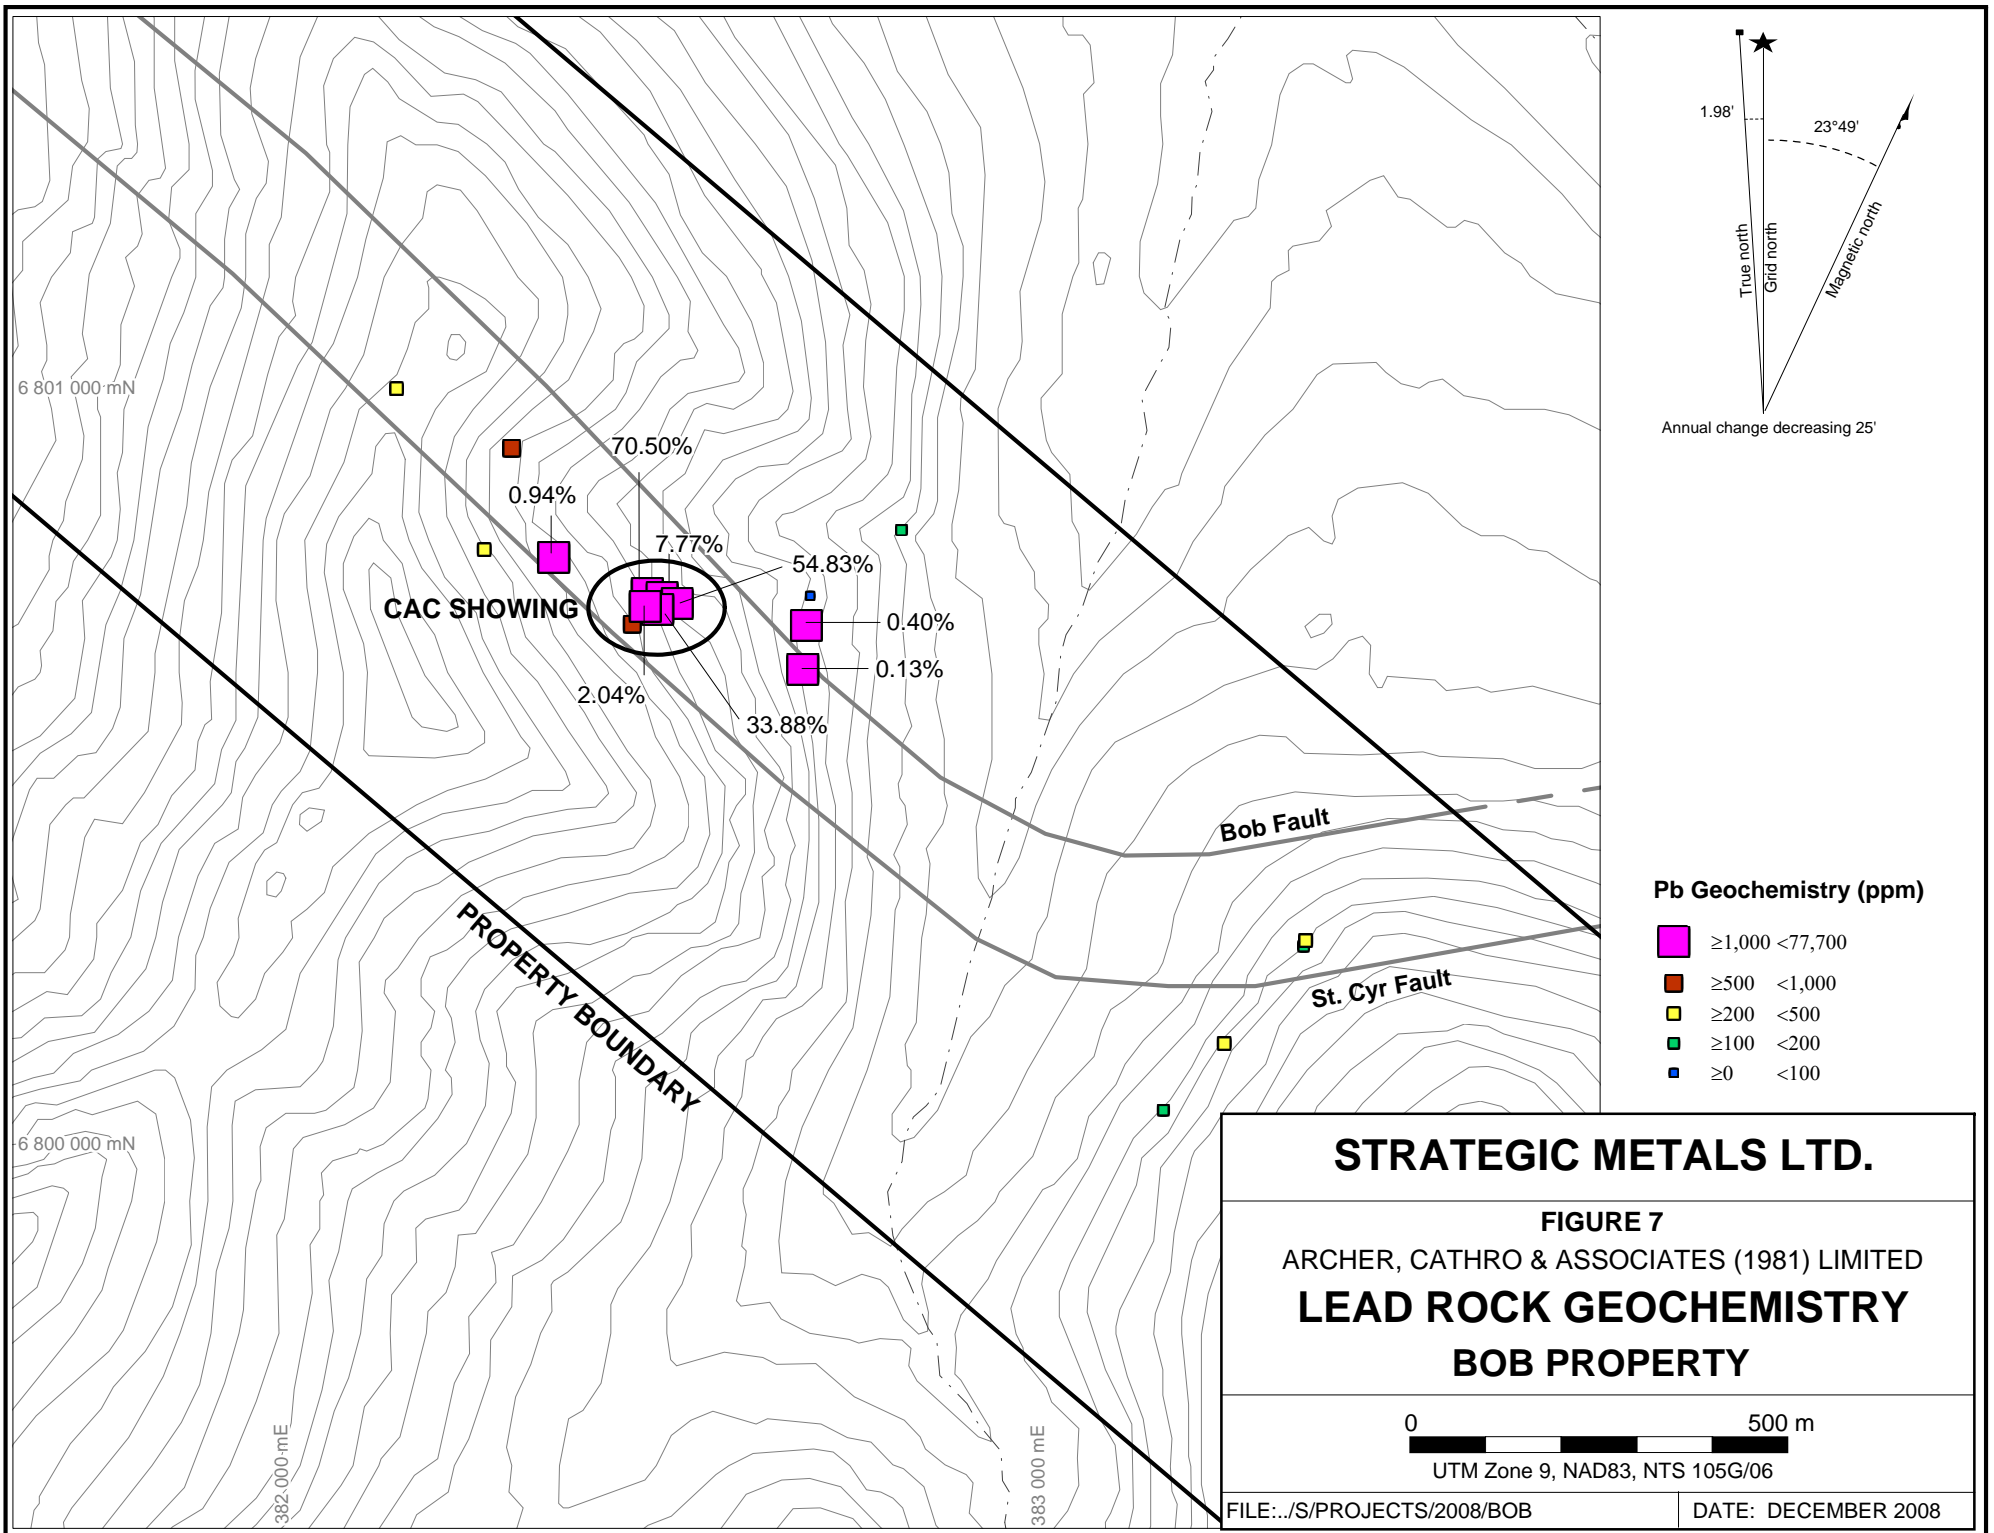 1.98'
23°49'
True north
Grid north
Magnetic north
Annual change decreasing 25'
6 801 000 mN
70.50%
0.94%
7.77%
54.83%
CAC SHOWING
0.40%
0.13%
2.04%
33.88%
Bob Fault
St. Cyr Fault
PROPERTY BOUNDARY
6 800 000 mN
382 000 mE
383 000 mE
Pb Geochemistry (ppm)
≥1,000 <77,700
≥500 <1,000
≥200 <500
≥100 <200
≥0 <100
STRATEGIC METALS LTD.
FIGURE 7
ARCHER, CATHRO & ASSOCIATES (1981) LIMITED
LEAD ROCK GEOCHEMISTRY
BOB PROPERTY
0 500 m
UTM Zone 9, NAD83, NTS 105G/06
FILE:../S/PROJECTS/2008/BOB
DATE: DECEMBER 2008